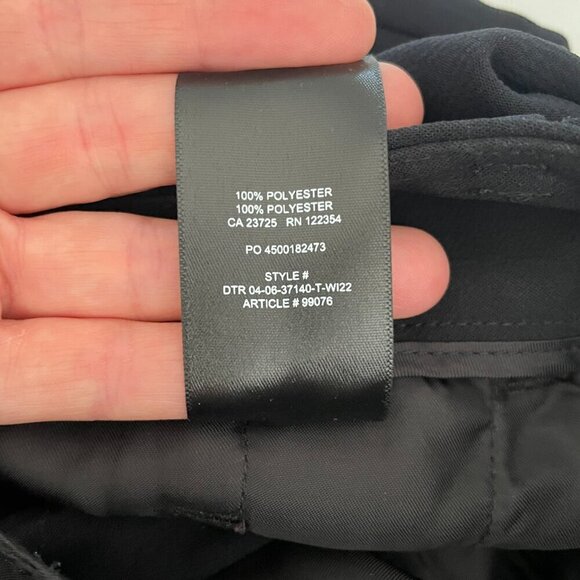 100% POLYESTER
100% POLYESTER
CA 23725 RN 122354
PO 4500182473
STYLE #
DTR 04-06-37140-T-WI22
ARTICLE # 99076